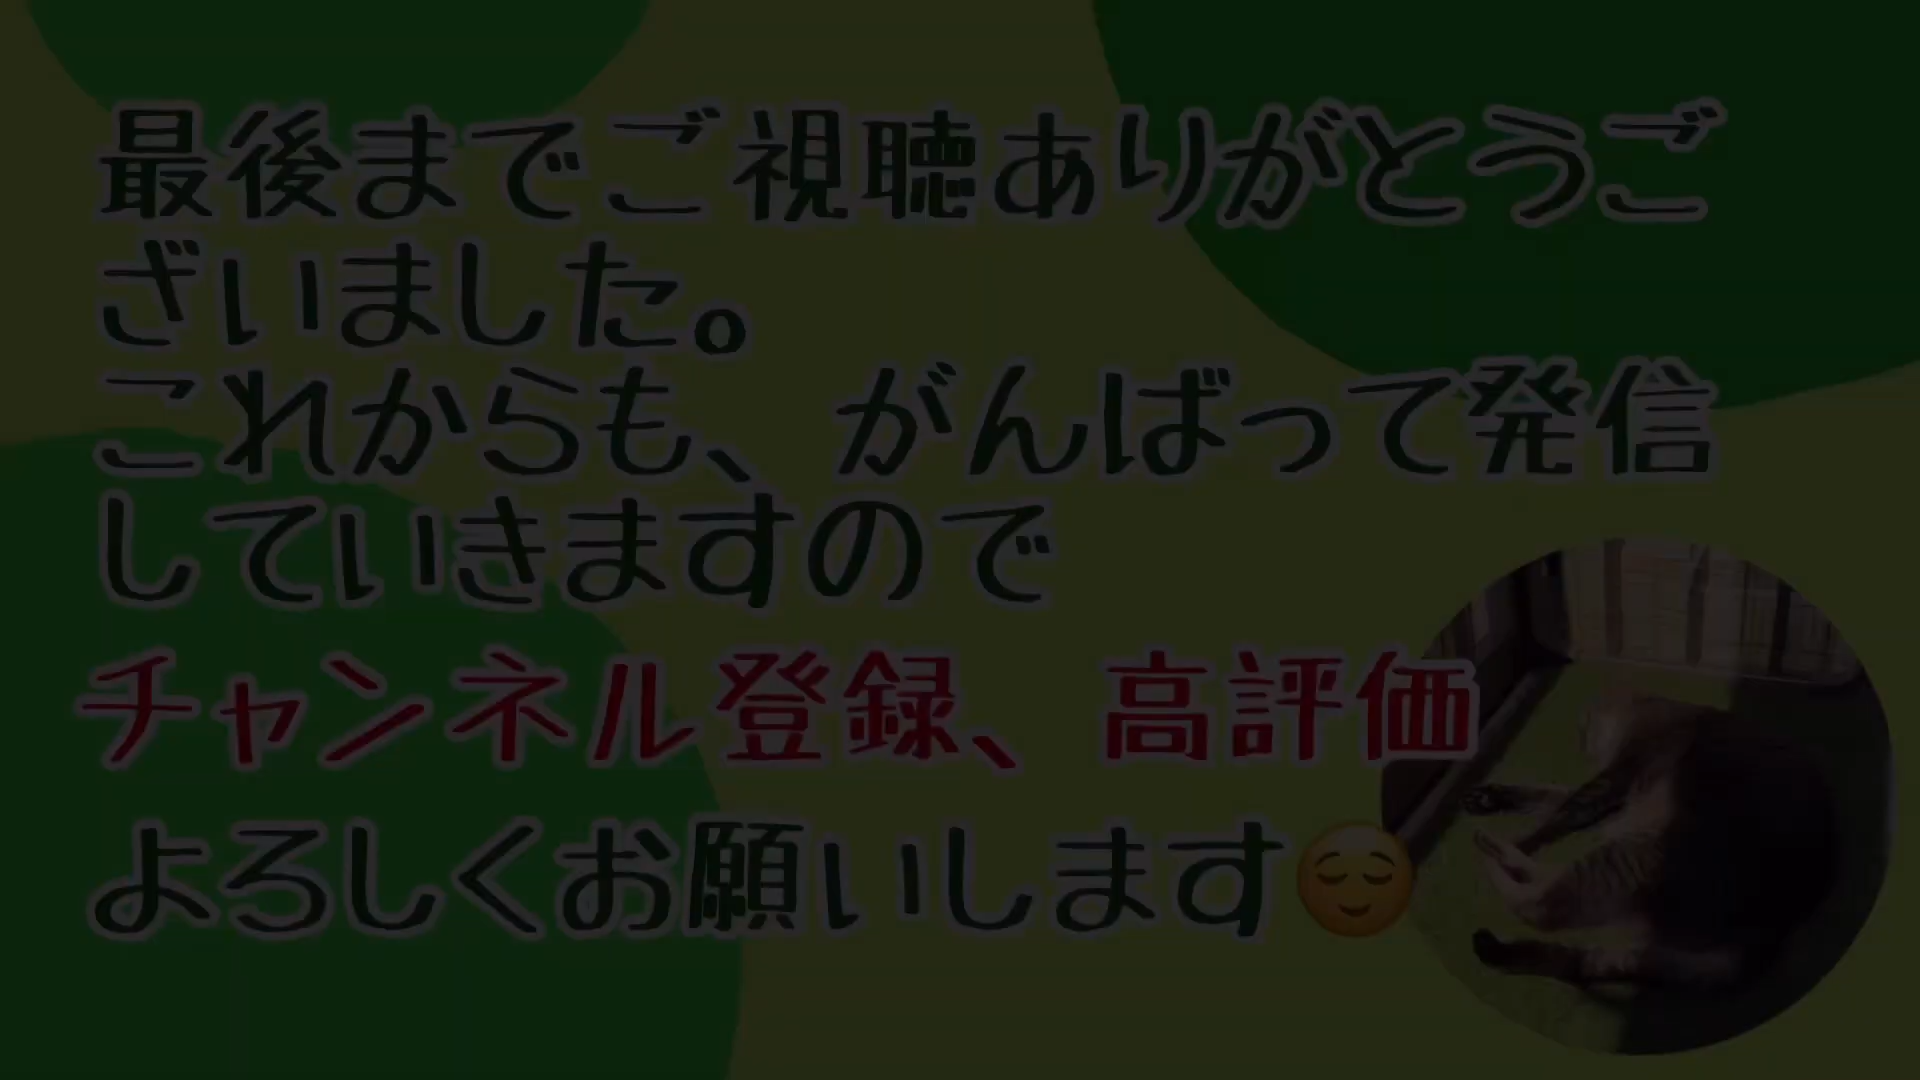 最後までご視聴ありがとうご
ざいました。
これからも、がんばって発信
していきますので
チャンネル登録、高評価
よろしくお願いします😌